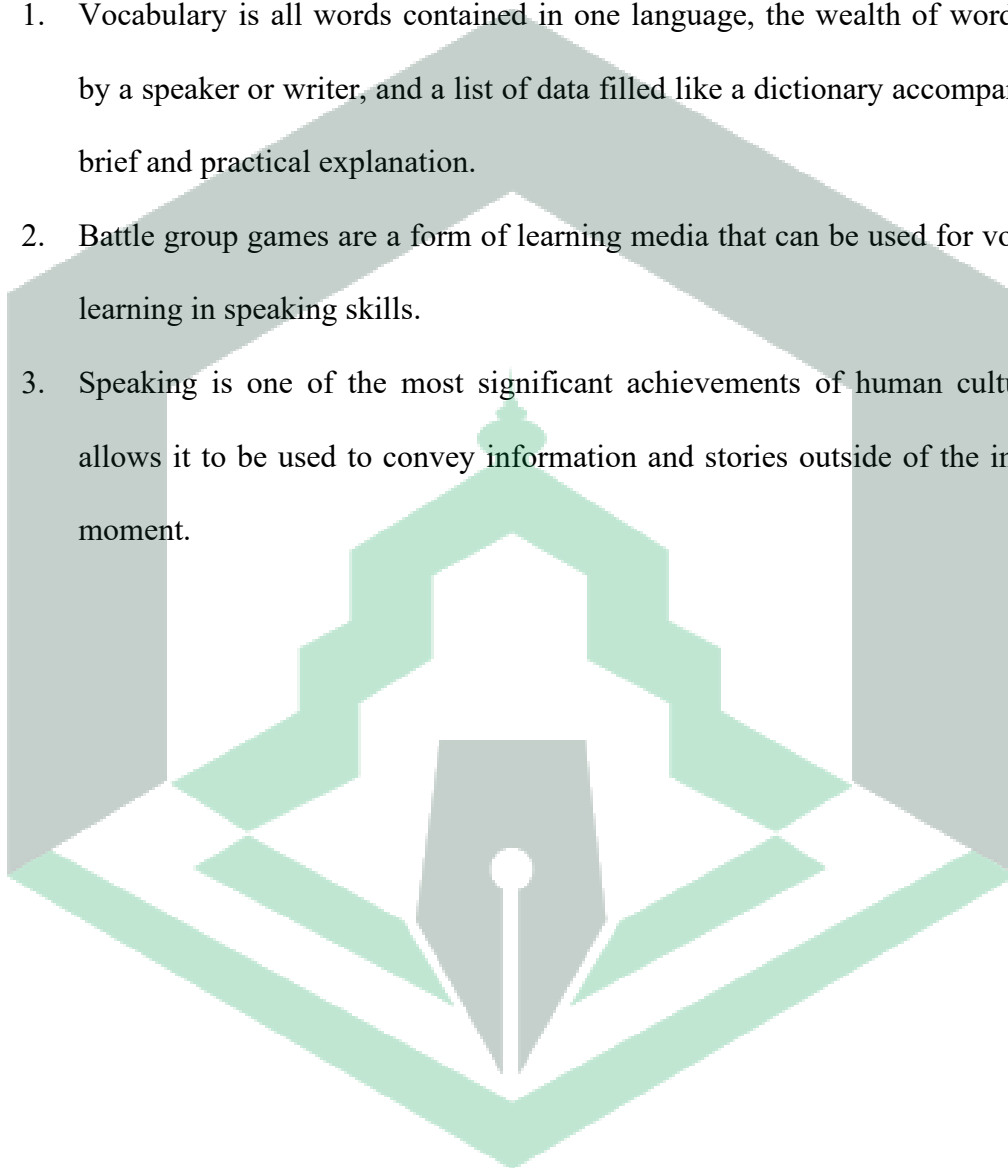 1. Vocabulary is all words contained in one language, the wealth of word
by a speaker or writer, and a list of data filled like a dictionary
brief and practical explanation.
2. Battle group games are a form of learning media that can be used for
learning in speaking skills.
3. Speaking is one of the most significant achievements of human
allows it to be used to convey information and stories outside of the
moment.